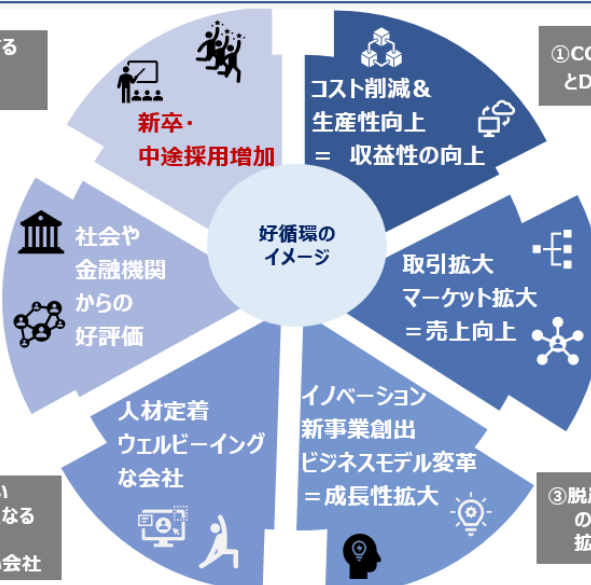 コスト削減＆
生産性向上
＝ 収益性の向上
取引拡大
マーケット拡大
＝売上向上
イノベーション
新事業創出
ビジネスモデル変革
＝成長性拡大
人材定着
ウェルビーイング
な会社
社会や
金融機関
からの
好評価
新卒・
中途採用増加
好循環の
イメージ
る
①CO
とD
③脱
の
拡
い
なる
会社